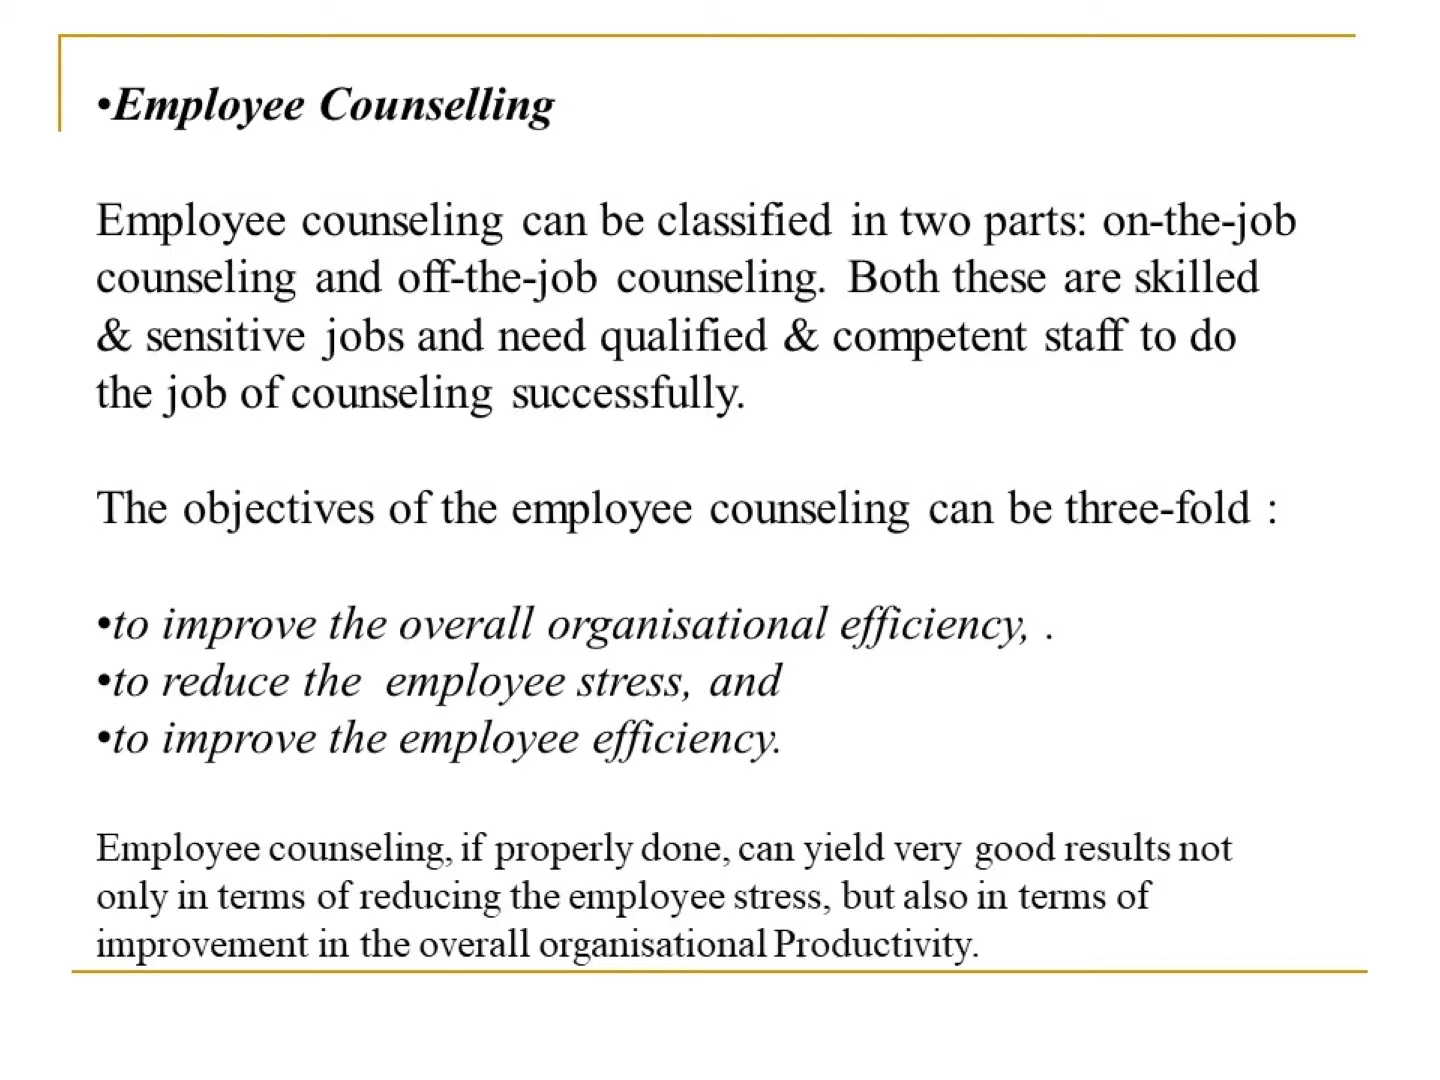 •Employee Counselling
Employee counseling can be classified in two parts: on-the-job
counseling and off-the-job counseling. Both these are skilled
& sensitive jobs and need qualified & competent staff to do
the job of counseling successfully.
The objectives of the employee counseling can be three-fold :
•to improve the overall organisational efficiency, .
•to reduce the employee stress, and
•to improve the employee efficiency.
Employee counseling, if properly done, can yield very good results not
only in terms of reducing the employee stress, but also in terms of
improvement in the overall organisational Productivity.